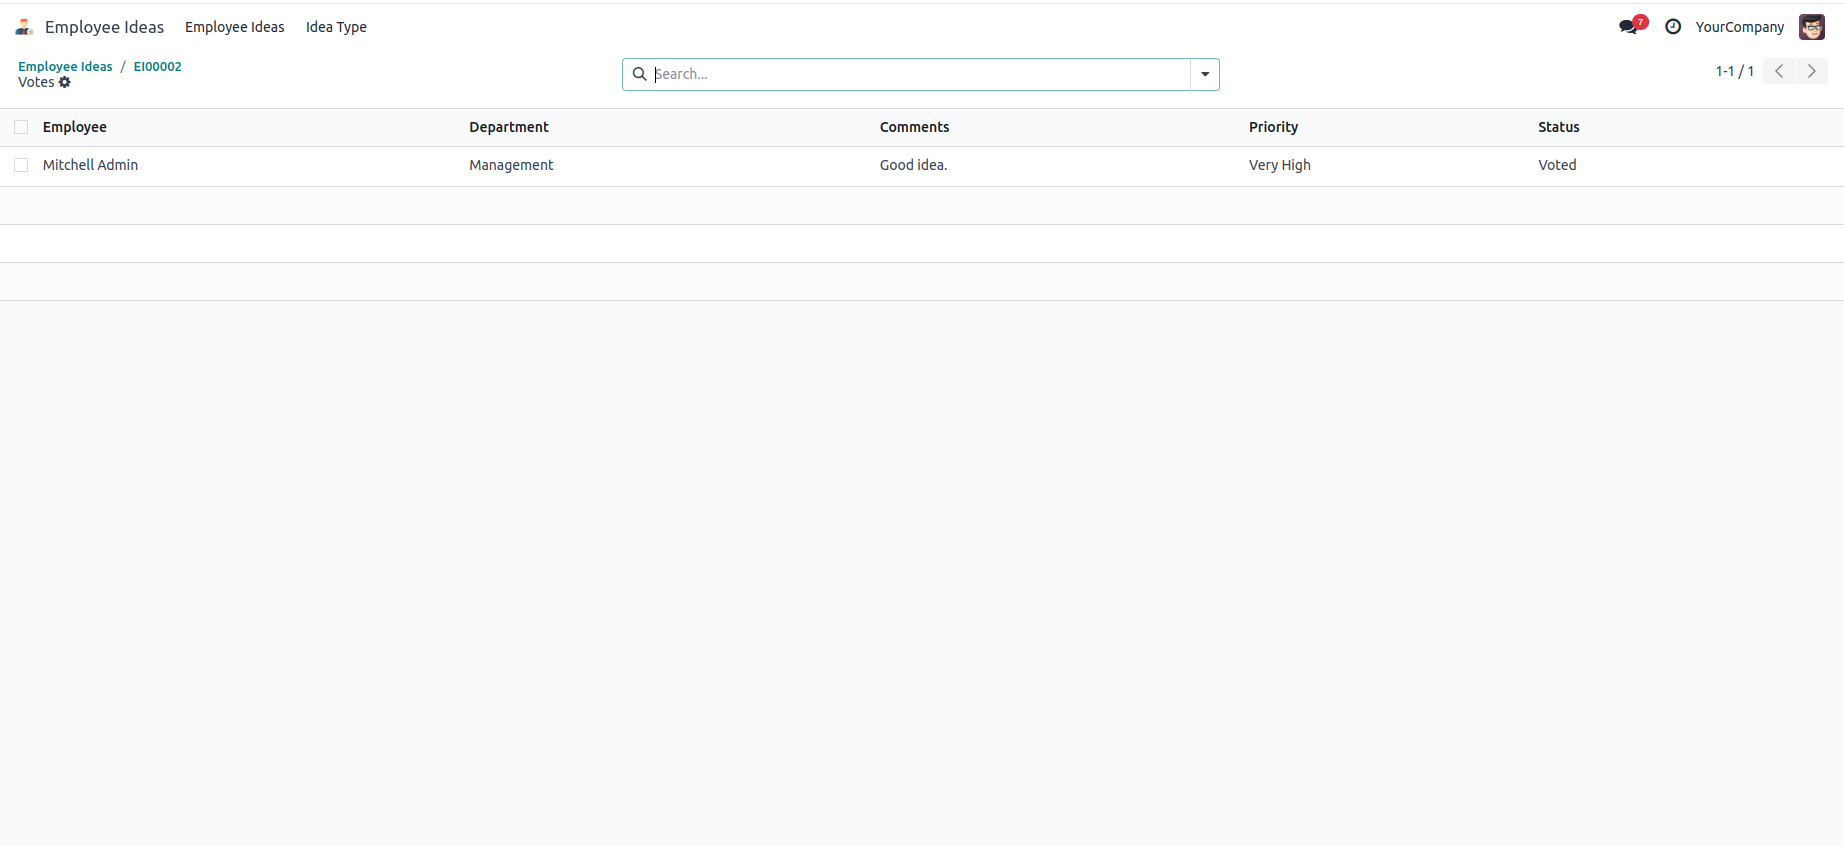 Employee Ideas Employee Ideas Idea Type 7 YourCompany
Employee Ideas / EI00002
Votes
Search...
1-1 / 1
Employee Department Comments Priority Status
Mitchell Admin Management Good idea. Very High Voted